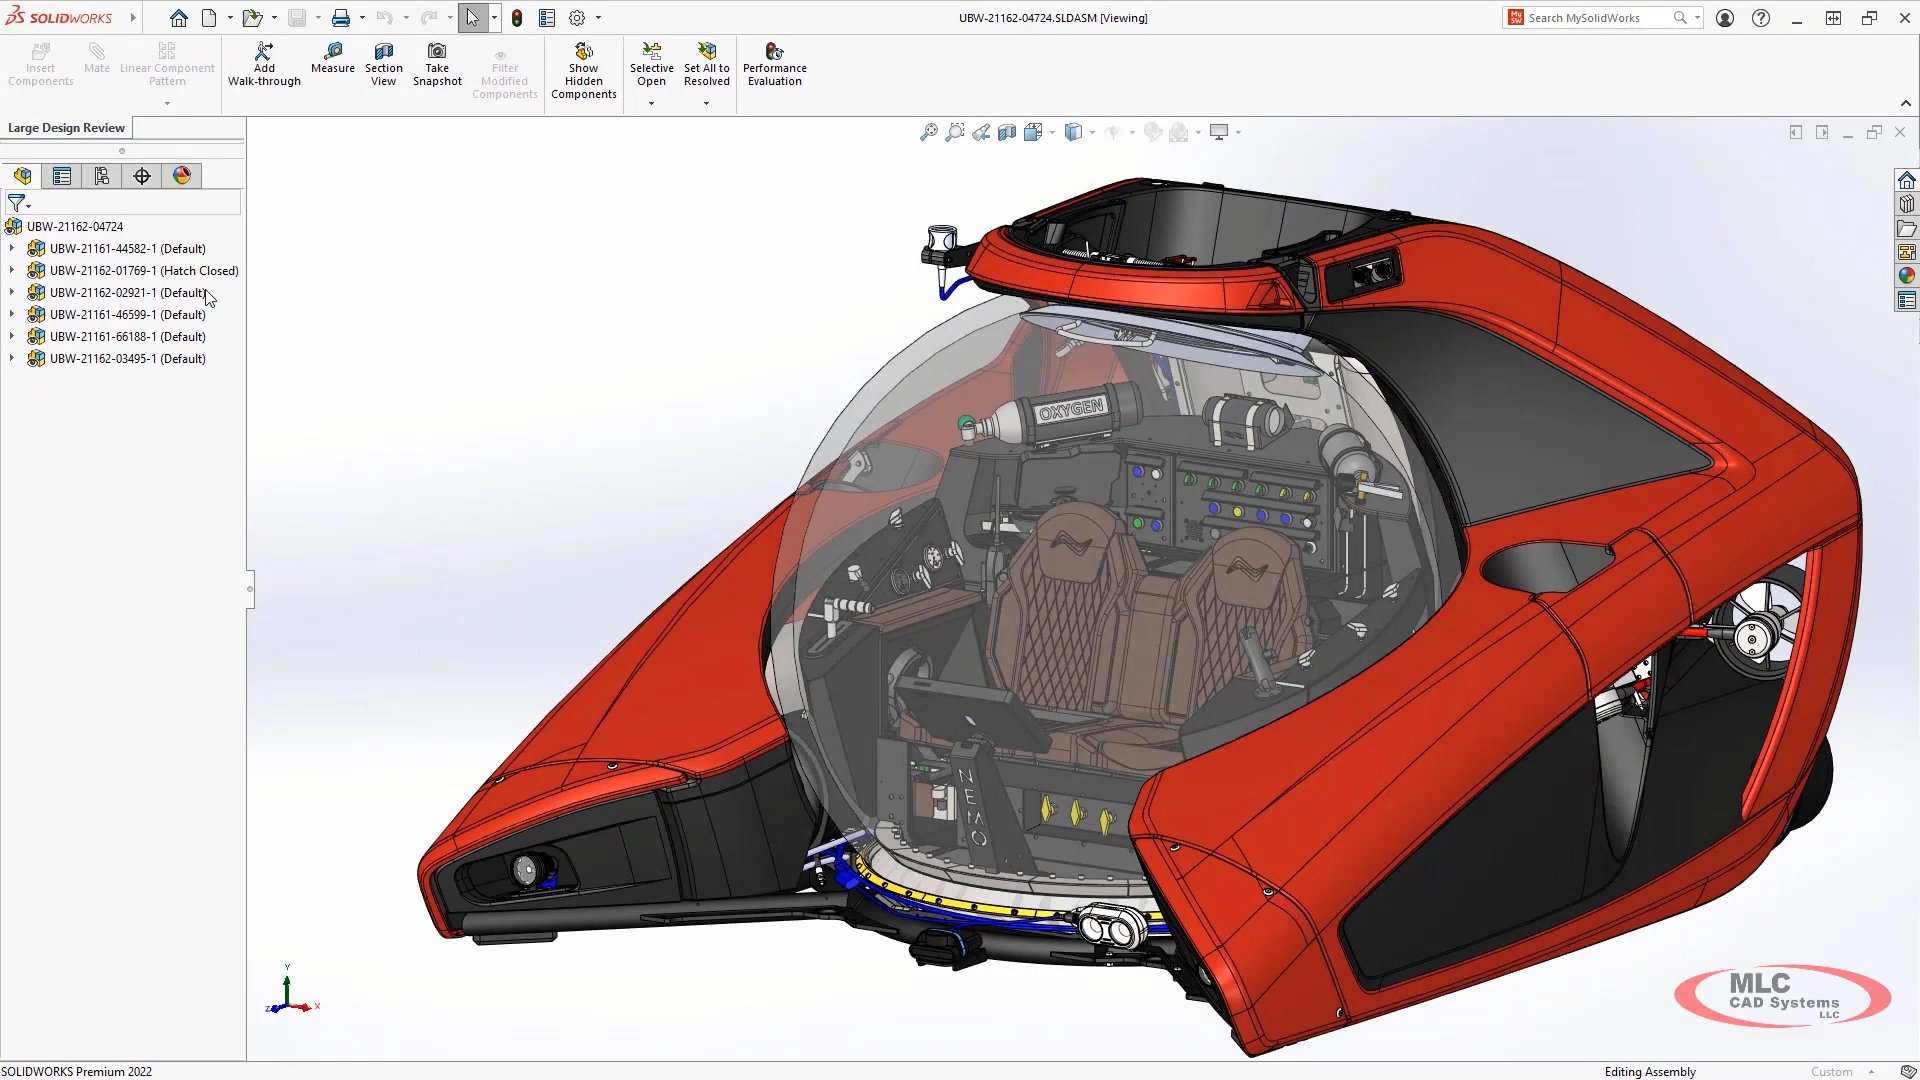 SOLIDWORKS
UBW-21162-04724.SLDASM [Viewing]
Search MySolidWorks
Insert
Components
Mate
Linear Component
Pattern
Add
Walk-through
Measure
Section
View
Take
Snapshot
Filter
Modified
Components
Show
Hidden
Components
Selective
Open
Set All to
Resolved
Performance
Evaluation
Large Design Review
UBW-21162-04724
UBW-21161-44582-1 (Default)
UBW-21162-01769-1 (Hatch Closed)
UBW-21162-02921-1 (Default)
UBW-21161-46599-1 (Default)
UBW-21161-66188-1 (Default)
UBW-21162-03495-1 (Default)
OXYGEN
NEMO
Y
Z
X
MLC
CAD Systems
LLC
SOLIDWORKS Premium 2022
Editing Assembly
Custom